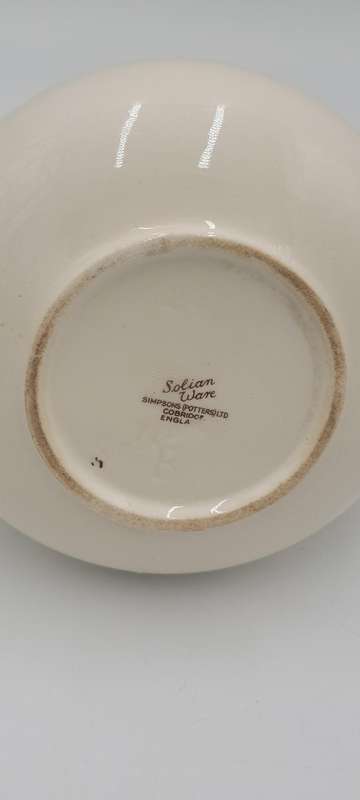 Solian
Ware
SIMPSONS (POTTERS) LTD
COBRIDGE
ENGLA